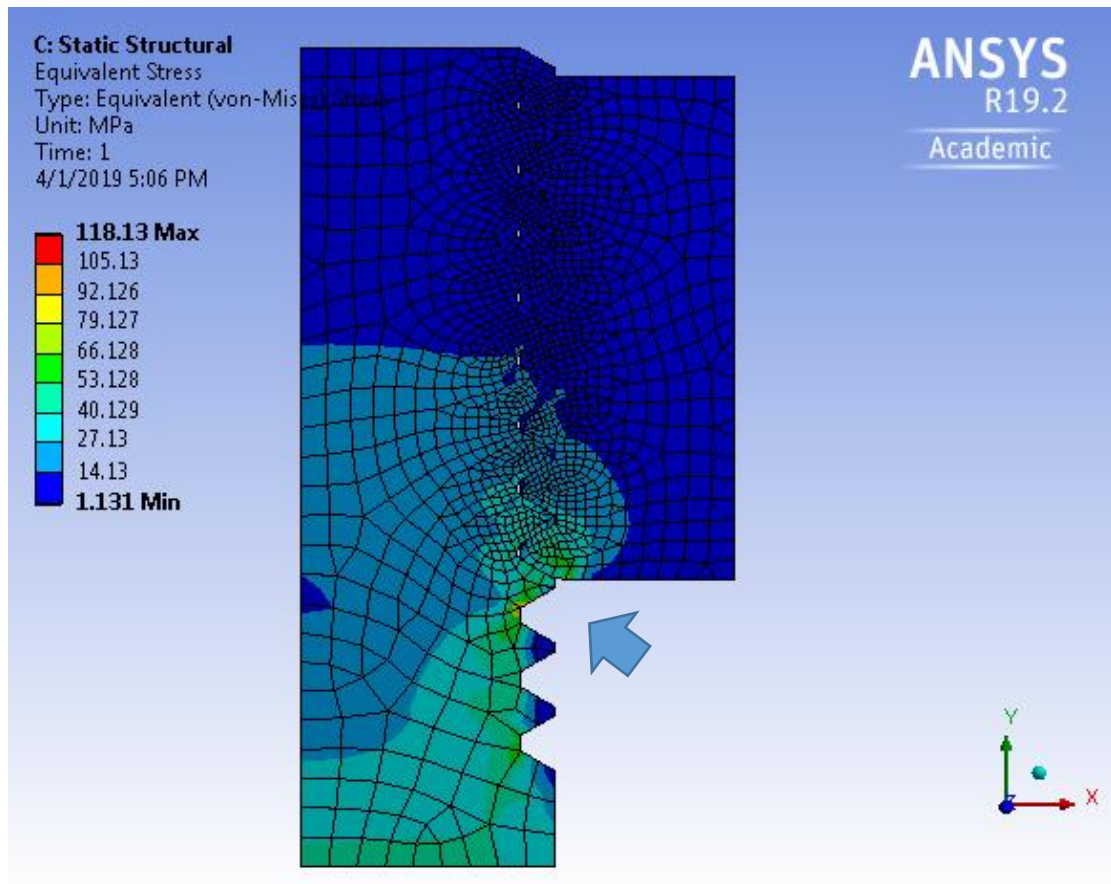 C: Static Structural
Equivalent Stress
Type: Equivalent (von-Mises) Stress
Unit: MPa
Time: 1
4/1/2019 5:06 PM
118.13 Max
105.13
92.126
79.127
66.128
53.128
40.129
27.13
14.13
1.131 Min
ANSYS
R19.2
Academic
Y
X